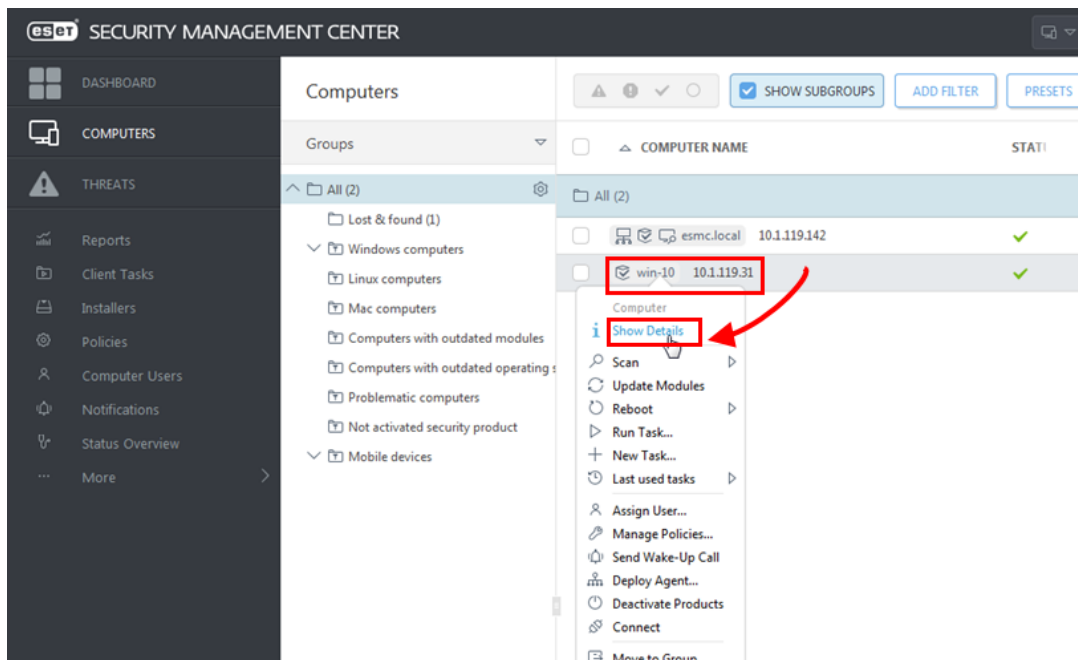 eset SECURITY MANAGEMENT CENTER
DASHBOARD
COMPUTERS
THREATS
Reports
Client Tasks
Installers
Policies
Computer Users
Notifications
Status Overview
More
Computers
Groups
All (2)
Lost & found (1)
Windows computers
Linux computers
Mac computers
Computers with outdated modules
Computers with outdated operating s
Problematic computers
Not activated security product
Mobile devices
SHOW SUBGROUPS
ADD FILTER
PRESETS
COMPUTER NAME
STATU
All (2)
esmc.local 10.1.119.142
win-10 10.1.119.31
Computer
Show Details
Scan
Update Modules
Reboot
Run Task...
New Task...
Last used tasks
Assign User...
Manage Policies...
Send Wake-Up Call
Deploy Agent...
Deactivate Products
Connect
Move to Group